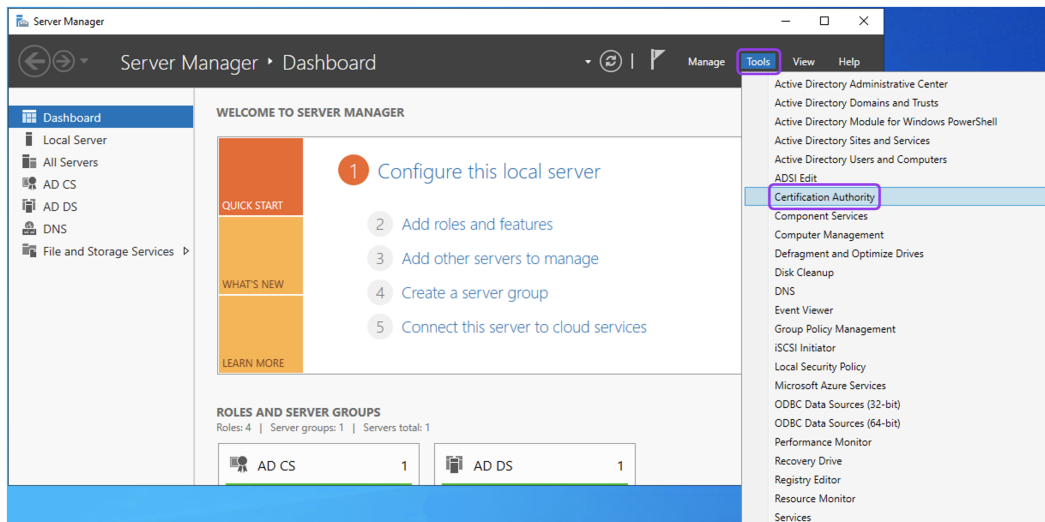 Server Manager
Server Manager ‣ Dashboard
Manage
Tools
View
Help
Dashboard
Local Server
All Servers
AD CS
AD DS
DNS
File and Storage Services
WELCOME TO SERVER MANAGER
QUICK START
WHAT'S NEW
LEARN MORE
1 Configure this local server
2 Add roles and features
3 Add other servers to manage
4 Create a server group
5 Connect this server to cloud services
ROLES AND SERVER GROUPS
Roles: 4 | Server groups: 1 | Servers total: 1
AD CS 1
AD DS 1
Active Directory Administrative Center
Active Directory Domains and Trusts
Active Directory Module for Windows PowerShell
Active Directory Sites and Services
Active Directory Users and Computers
ADSI Edit
Certification Authority
Component Services
Computer Management
Defragment and Optimize Drives
Disk Cleanup
DNS
Event Viewer
Group Policy Management
iSCSI Initiator
Local Security Policy
Microsoft Azure Services
ODBC Data Sources (32-bit)
ODBC Data Sources (64-bit)
Performance Monitor
Recovery Drive
Registry Editor
Resource Monitor
Services